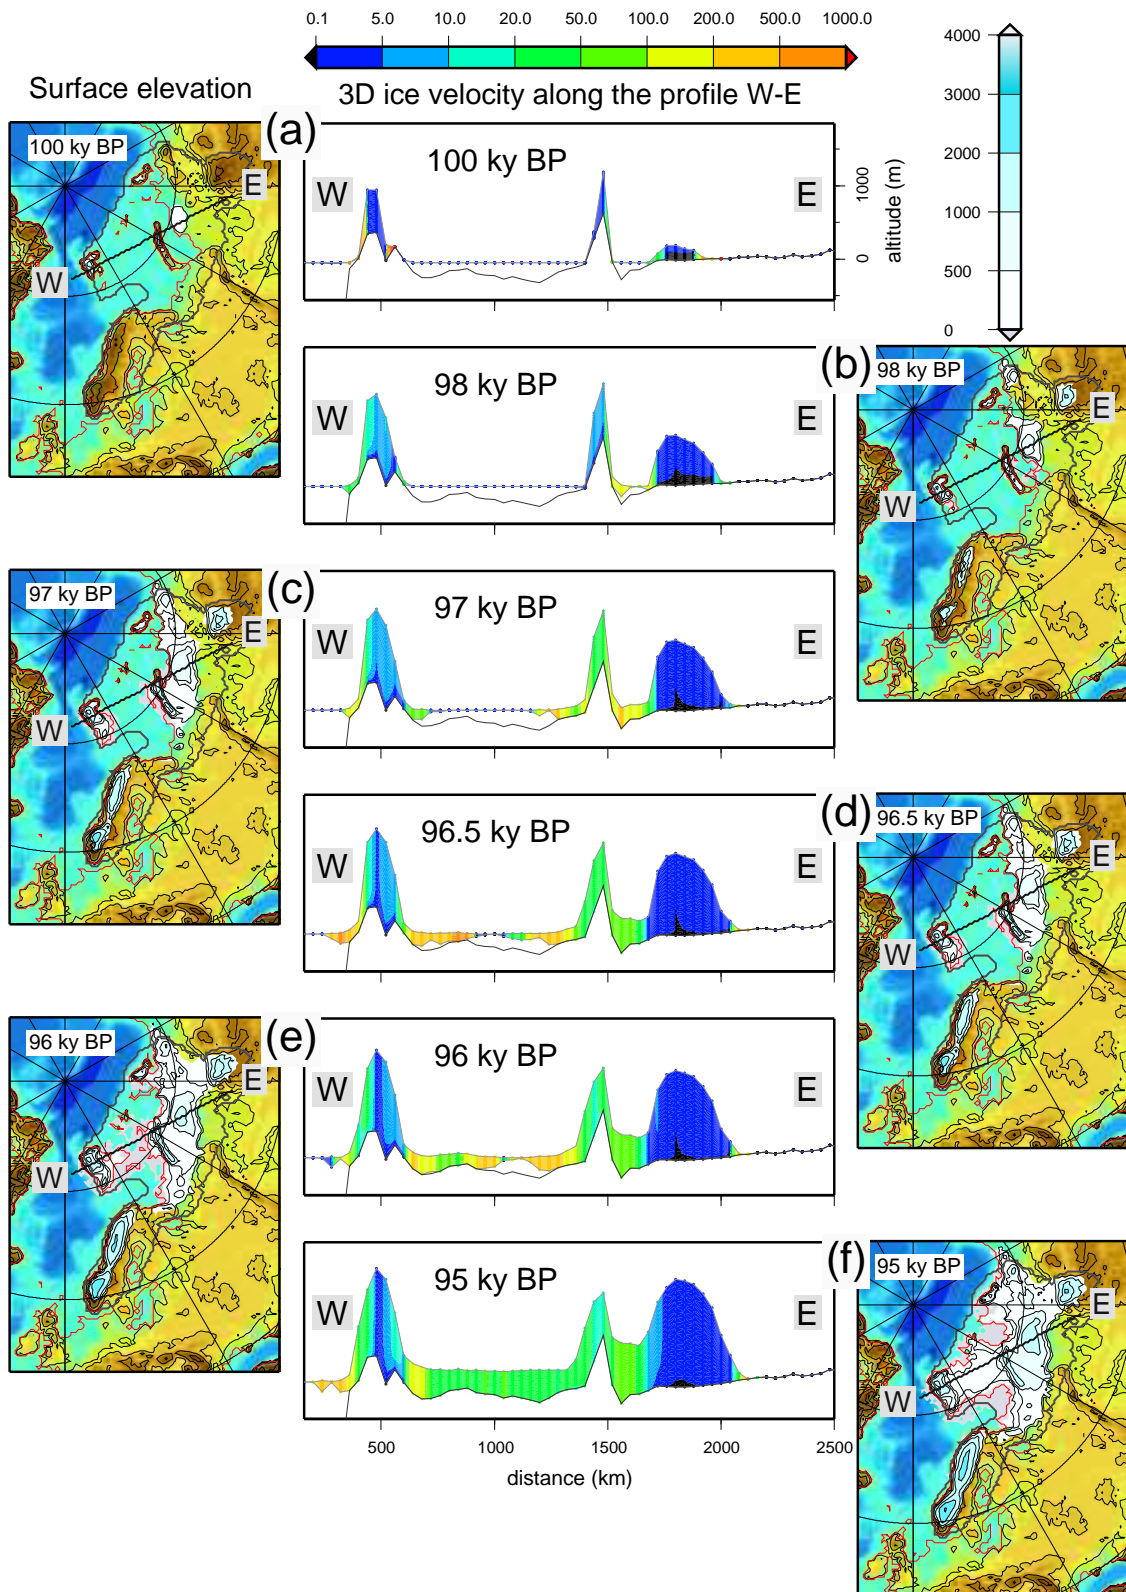 0.1 5.0 10.0 20.0 50.0 100.0 200.0 500.0 1000.0
Surface elevation
3D ice velocity along the profile W-E
4000
3000
2000
1000
500
0
(a)
100 ky BP
E
W
100 ky BP
W
E
1000
0
altitude (m)
98 ky BP
W
E
(b)
98 ky BP
E
W
(c)
97 ky BP
E
W
97 ky BP
W
E
96.5 ky BP
W
E
(d)
96.5 ky BP
E
W
(e)
96 ky BP
E
W
96 ky BP
W
E
95 ky BP
W
E
(f)
95 ky BP
E
W
500 1000 1500 2000 2500
distance (km)